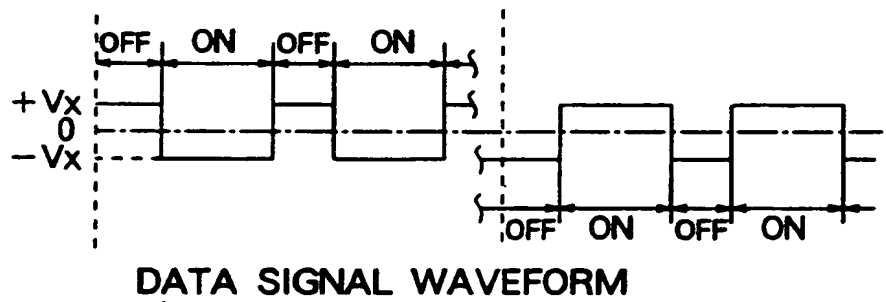 OFF ON OFF ON
+Vx
0
-Vx
OFF ON OFF ON
DATA SIGNAL WAVEFORM